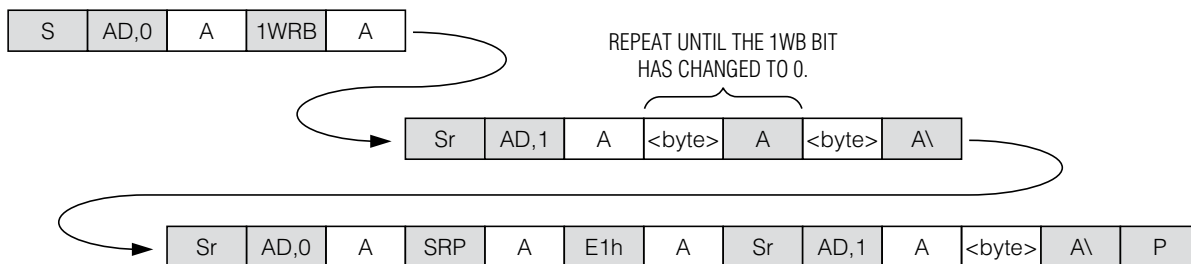 S AD,0 A 1WRB A
REPEAT UNTIL THE 1WB BIT
HAS CHANGED TO 0.
Sr AD,1 A <byte> A <byte> A\
Sr AD,0 A SRP A E1h A Sr AD,1 A <byte> A\ P